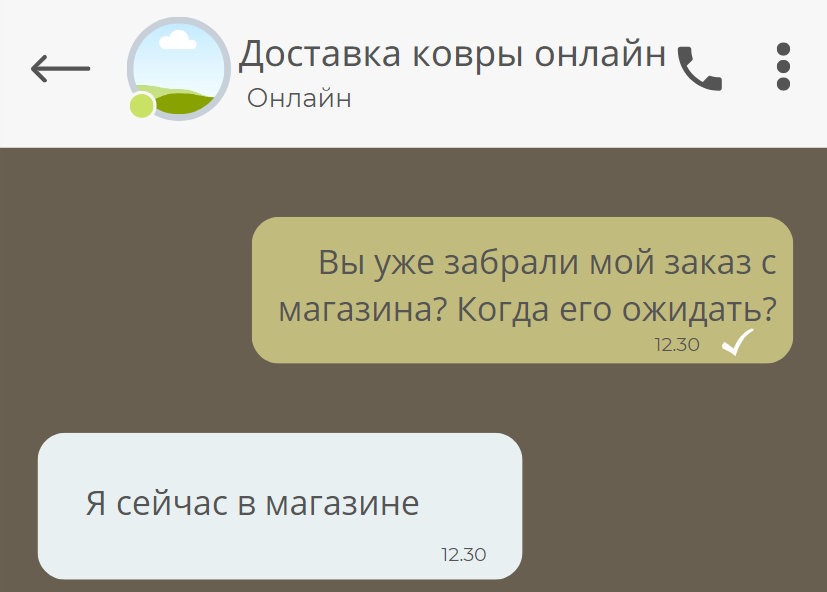 Доставка ковры онлайн
Онлайн
Вы уже забрали мой заказ с
магазина? Когда его ожидать?
12.30
Я сейчас в магазине
12.30